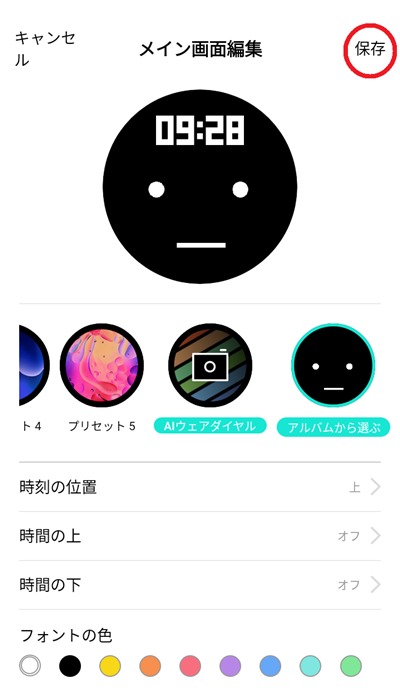 キャンセ
ル
メイン画面編集
保存
09:28
ト 4
プリセット 5
AIウェアダイヤル
アルバムから選ぶ
時刻の位置
上
時間の上
オフ
時間の下
オフ
フォントの色